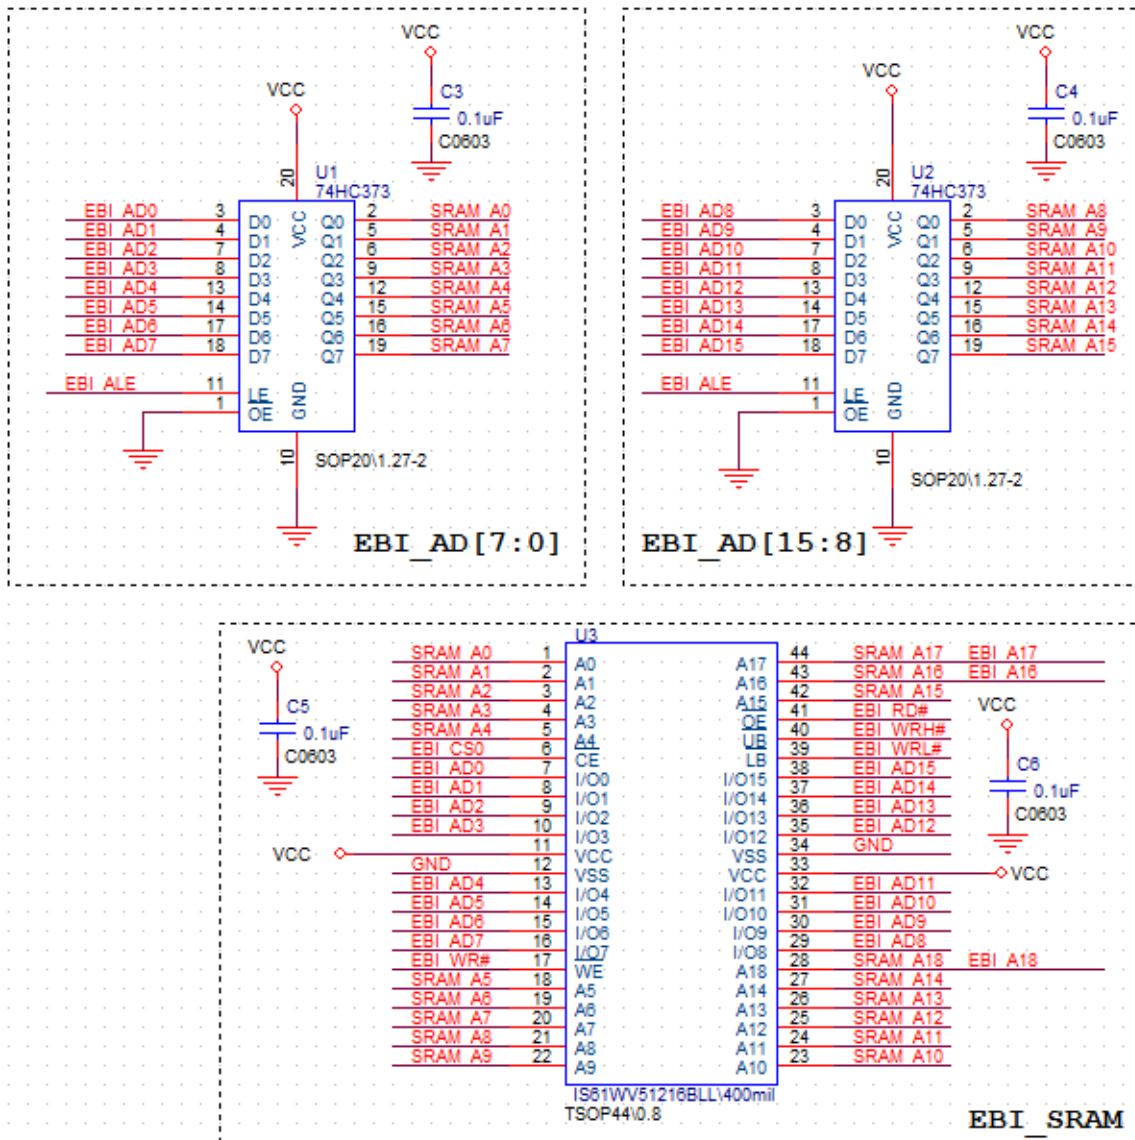 VCC
C3
0.1uF
C0603
VCC
20
U1
74HC373
EBI_AD0 3 D0 VCC Q0 2 SRAM_A0
EBI_AD1 4 D1 Q1 5 SRAM_A1
EBI_AD2 7 D2 Q2 6 SRAM_A2
EBI_AD3 8 D3 Q3 9 SRAM_A3
EBI_AD4 13 D4 Q4 12 SRAM_A4
EBI_AD5 14 D5 Q5 15 SRAM_A5
EBI_AD6 17 D6 Q6 16 SRAM_A6
EBI_AD7 18 D7 Q7 19 SRAM_A7
EBI_ALE 11 LE GND
1 OE
10
SOP20\1.27-2
EBI_AD[7:0]
VCC
C4
0.1uF
C0603
VCC
20
U2
74HC373
EBI_AD8 3 D0 VCC Q0 2 SRAM_A8
EBI_AD9 4 D1 Q1 5 SRAM_A9
EBI_AD10 7 D2 Q2 6 SRAM_A10
EBI_AD11 8 D3 Q3 9 SRAM_A11
EBI_AD12 13 D4 Q4 12 SRAM_A12
EBI_AD13 14 D5 Q5 15 SRAM_A13
EBI_AD14 17 D6 Q6 16 SRAM_A14
EBI_AD15 18 D7 Q7 19 SRAM_A15
EBI_ALE 11 LE GND
1 OE
10
SOP20\1.27-2
EBI_AD[15:8]
VCC
C5
0.1uF
C0603
U3
SRAM_A0 1 A0 A17 44 SRAM_A17 EBI_A17
SRAM_A1 2 A1 A16 43 SRAM_A16 EBI_A16
SRAM_A2 3 A2 A15 42 SRAM_A15
SRAM_A3 4 A3 OE 41 EBI_RD#
SRAM_A4 5 A4 UB 40 EBI_WRH#
EBI_CS0 6 CE LB 39 EBI_WRL#
EBI_AD0 7 I/O0 I/O15 38 EBI_AD15
EBI_AD1 8 I/O1 I/O14 37 EBI_AD14
EBI_AD2 9 I/O2 I/O13 36 EBI_AD13
EBI_AD3 10 I/O3 I/O12 35 EBI_AD12
VCC 11 VCC VSS 34 GND
GND 12 VSS VCC 33 VCC
EBI_AD4 13 I/O4 I/O11 32 EBI_AD11
EBI_AD5 14 I/O5 I/O10 31 EBI_AD10
EBI_AD6 15 I/O6 I/O9 30 EBI_AD9
EBI_AD7 16 I/O7 I/O8 29 EBI_AD8
EBI_WR# 17 WE A18 28 SRAM_A18 EBI_A18
SRAM_A5 18 A5 A14 27 SRAM_A14
SRAM_A6 19 A6 A13 26 SRAM_A13
SRAM_A7 20 A7 A12 25 SRAM_A12
SRAM_A8 21 A8 A11 24 SRAM_A11
SRAM_A9 22 A9 A10 23 SRAM_A10
IS61WV51216BLL\400mil
TSOP44\0.8
VCC
C6
0.1uF
C0603
EBI_SRAM